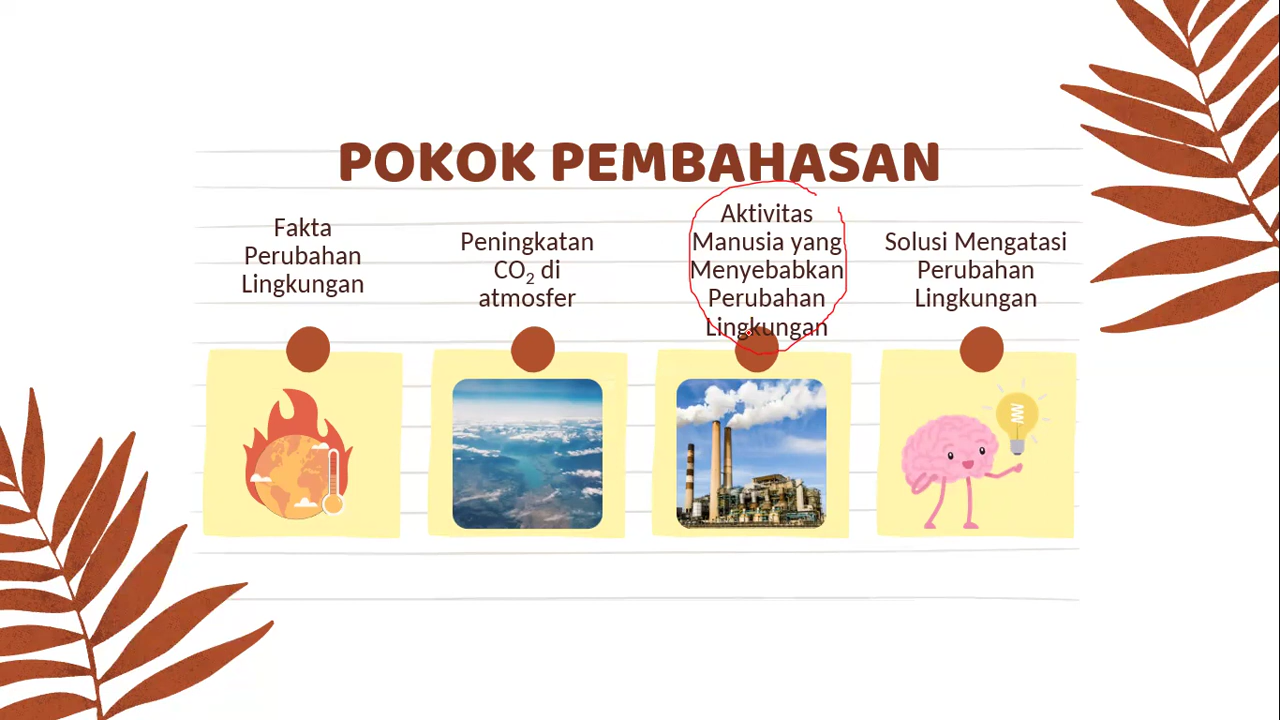 POKOK PEMBAHASAN
Fakta
Perubahan
Lingkungan
Peningkatan
CO₂ di
atmosfer
Aktivitas
Manusia yang
Menyebabkan
Perubahan
Lingkungan
Solusi Mengatasi
Perubahan
Lingkungan